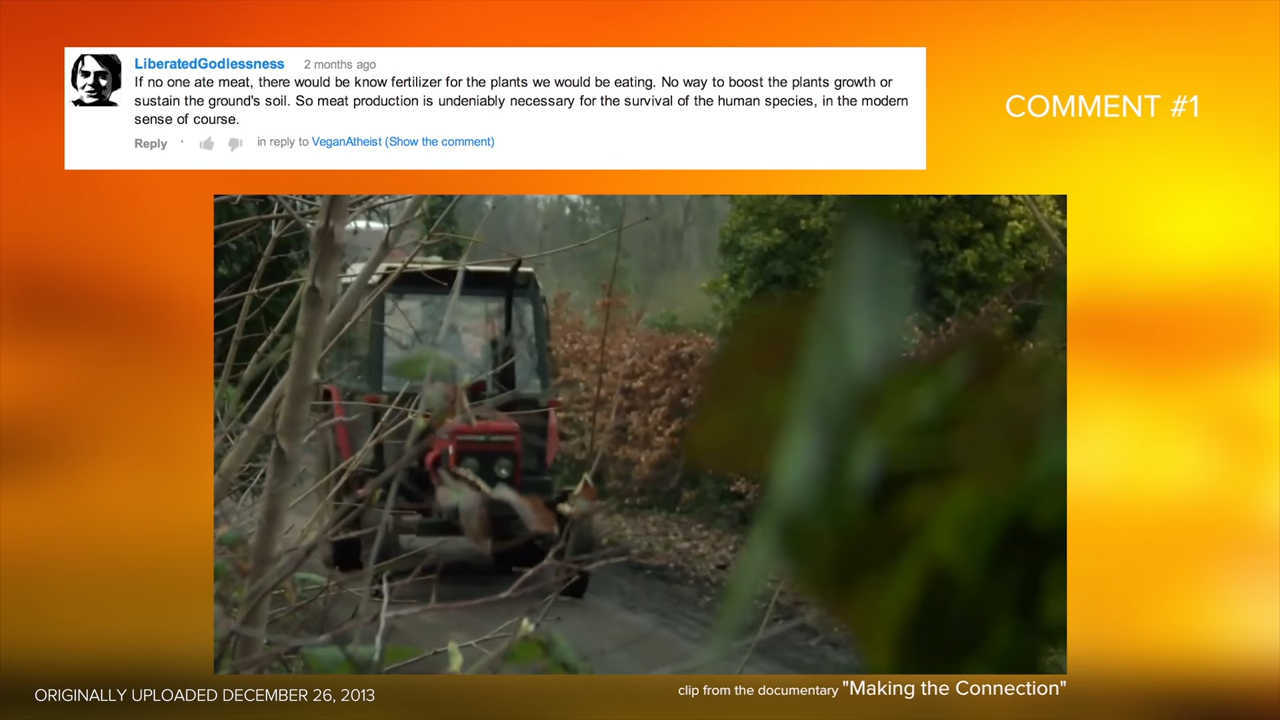 LiberatedGodlessness 2 months ago
If no one ate meat, there would be know fertilizer for the plants we would be eating. No way to boost the plants growth or
sustain the ground's soil. So meat production is undeniably necessary for the survival of the human species, in the modern
sense of course.
Reply · in reply to VeganAtheist (Show the comment)
COMMENT #1
clip from the documentary "Making the Connection"
ORIGINALLY UPLOADED DECEMBER 26, 2013